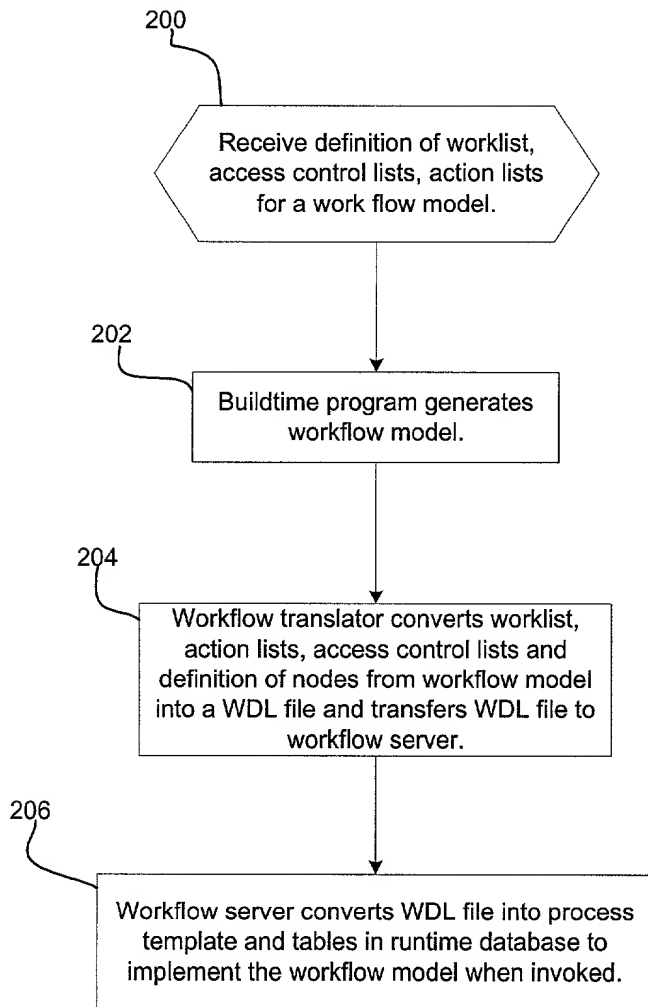 200
Receive definition of worklist,
access control lists, action lists
for a work flow model.
202
Buildtime program generates
workflow model.
204
Workflow translator converts worklist,
action lists, access control lists and
definition of nodes from workflow model
into a WDL file and transfers WDL file to
workflow server.
206
Workflow server converts WDL file into process
template and tables in runtime database to
implement the workflow model when invoked.